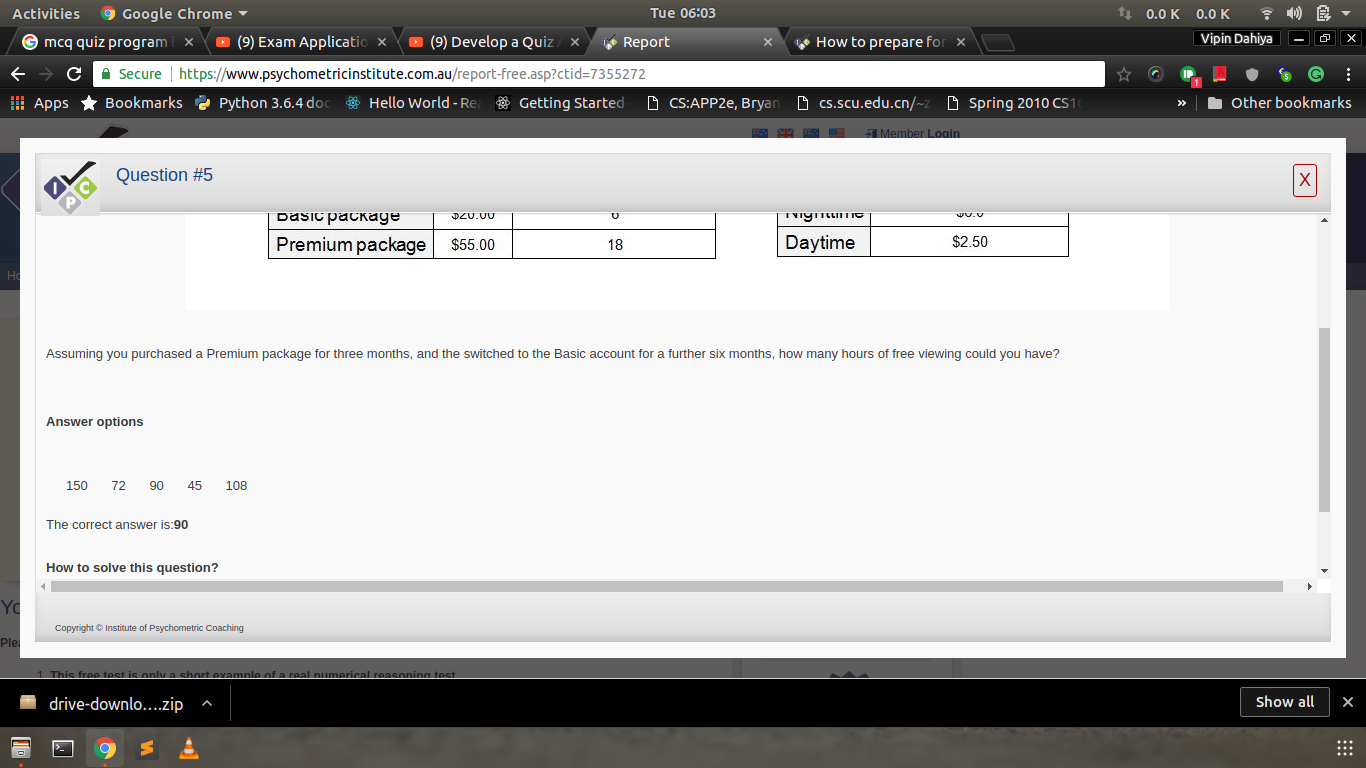 Activities Google Chrome Tue 06:03 0.0 K 0.0 K
mcq quiz program (9) Exam Applicatio (9) Develop a Quiz Report How to prepare for Vipin Dahiya
Secure https://www.psychometricinstitute.com.au/report-free.asp?ctid=7355272 1
Apps Bookmarks Python 3.6.4 doc Hello World - Re Getting Started CS:APP2e, Bryan cs.scu.edu.cn/~z Spring 2010 CS1 » Other bookmarks
Member Login
I P C Question #5 X
Basic package $20.00 6 Nighttime
Premium package $55.00 18 Daytime $2.50
Assuming you purchased a Premium package for three months, and the switched to the Basic account for a further six months, how many hours of free viewing could you have?
Answer options
150 72 90 45 108
The correct answer is:90
How to solve this question?
Copyright © Institute of Psychometric Coaching
1. This free test is only a short example of a real numerical reasoning test
drive-downlo....zip Show all